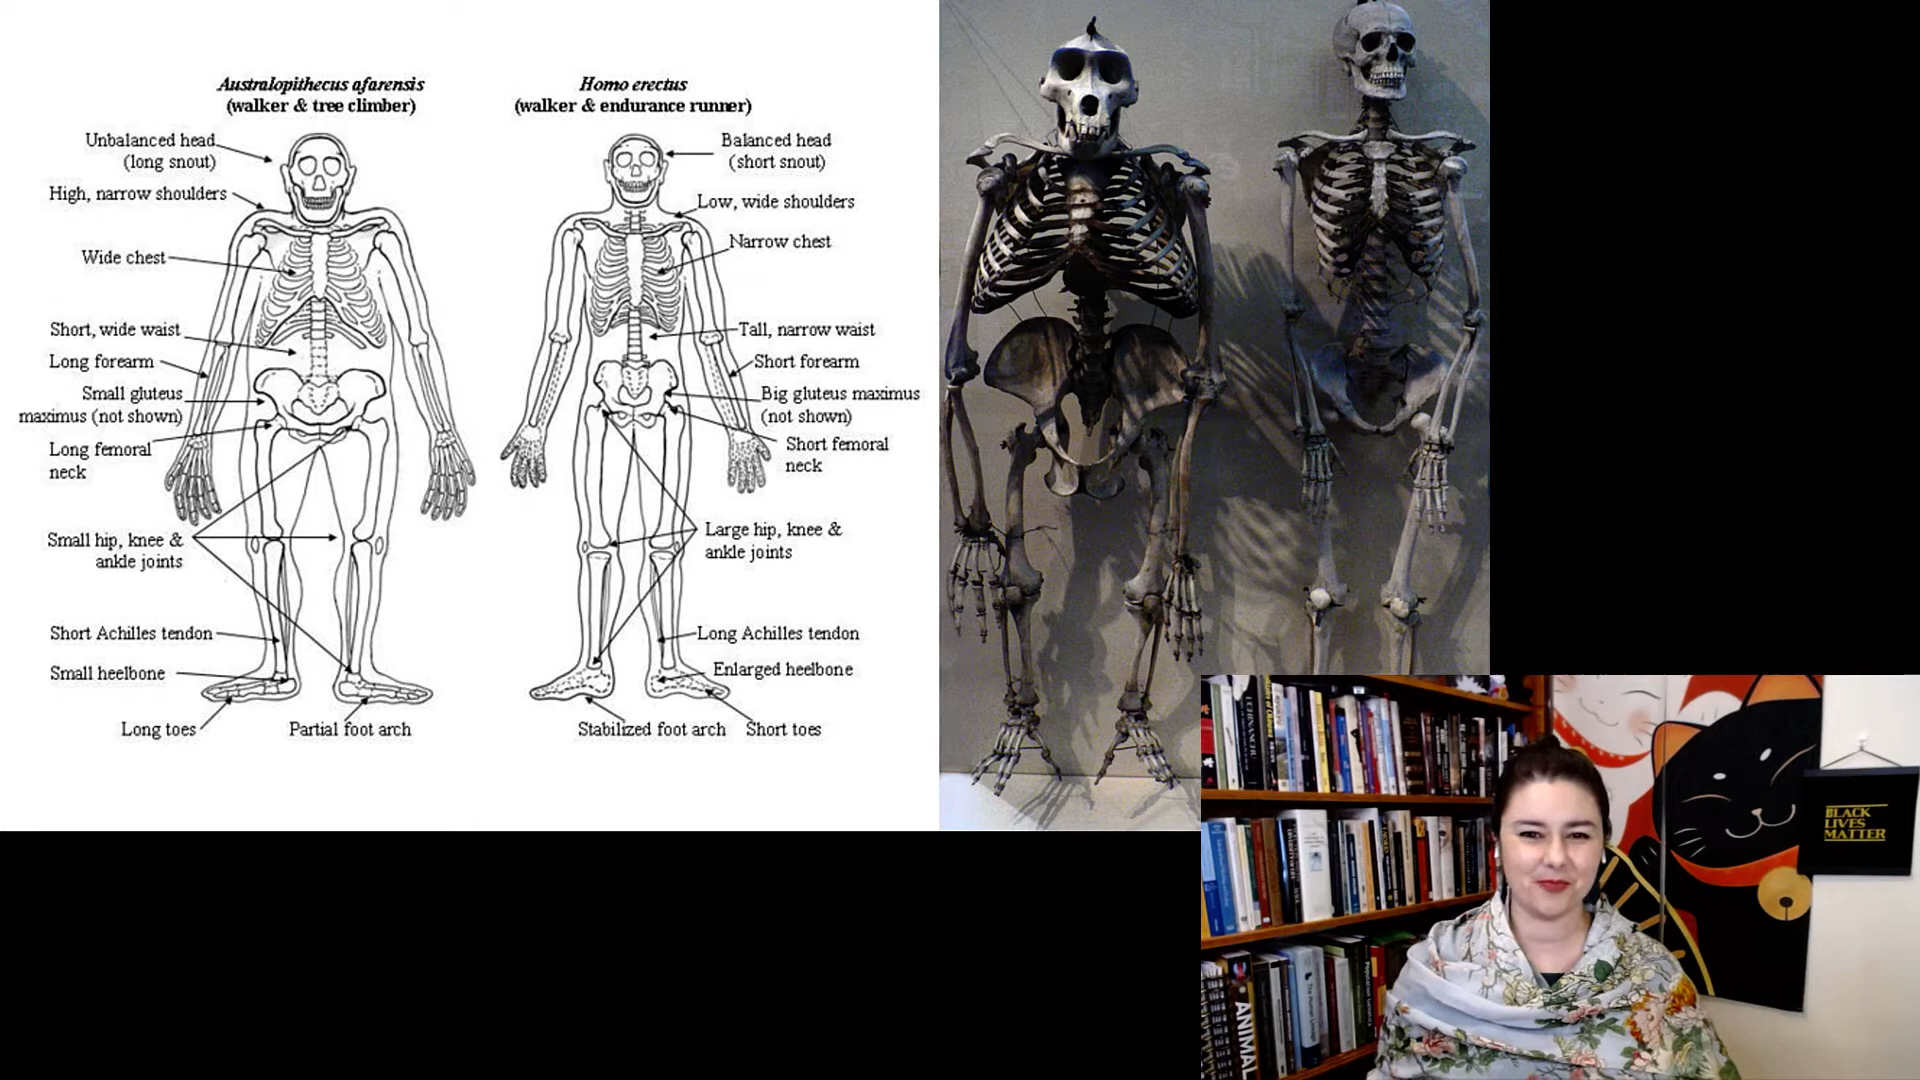 Australopithecus afarensis
(walker & tree climber)
Unbalanced head
(long snout)
High, narrow shoulders
Wide chest
Short, wide waist
Long forearm
Small gluteus
maximus (not shown)
Long femoral
neck
Small hip, knee &
ankle joints
Short Achilles tendon
Small heelbone
Long toes
Partial foot arch
Homo erectus
(walker & endurance runner)
Balanced head
(short snout)
Low, wide shoulders
Narrow chest
Tall, narrow waist
Short forearm
Big gluteus maximus
(not shown)
Short femoral
neck
Large hip, knee &
ankle joints
Long Achilles tendon
Enlarged heelbone
Stabilized foot arch
Short toes
BLACK
LIVES
MATTER
ANIMAL